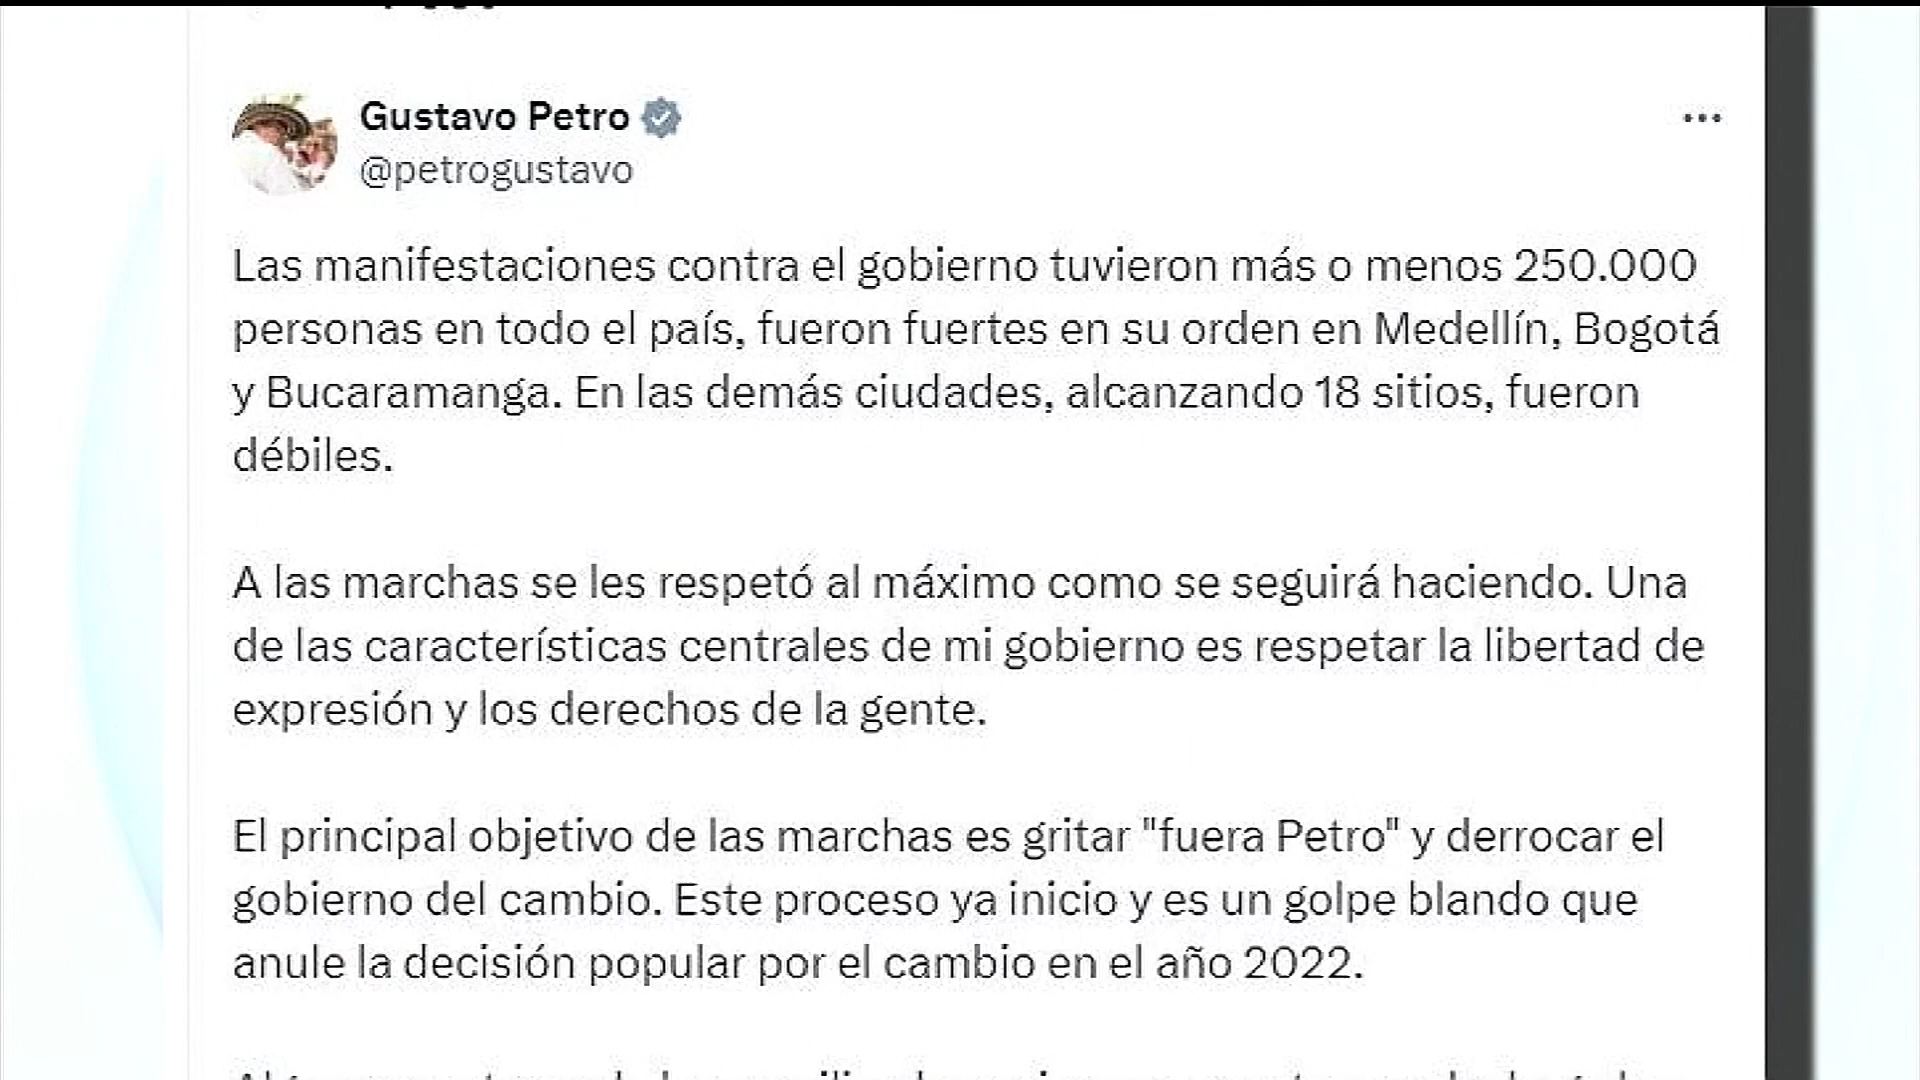 Gustavo Petro
@petrogustavo
Las manifestaciones contra el gobierno tuvieron más o menos 250.000
personas en todo el país, fueron fuertes en su orden en Medellín, Bogotá
y Bucaramanga. En las demás ciudades, alcanzando 18 sitios, fueron
débiles.
A las marchas se les respetó al máximo como se seguirá haciendo. Una
de las características centrales de mi gobierno es respetar la libertad de
expresión y los derechos de la gente.
El principal objetivo de las marchas es gritar "fuera Petro" y derrocar el
gobierno del cambio. Este proceso ya inicio y es un golpe blando que
anule la decisión popular por el cambio en el año 2022.